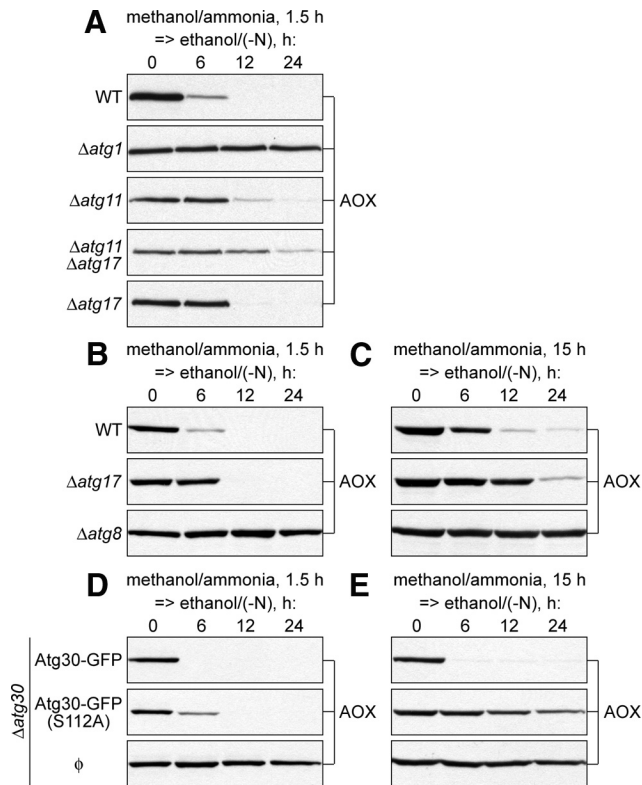 A
methanol/ammonia, 1.5 h
=> ethanol/(-N), h:
0 6 12 24
WT
Δatg1
Δatg11
AOX
Δatg11
Δatg17
Δatg17
B
methanol/ammonia, 1.5 h
=> ethanol/(-N), h:
0 6 12 24
WT
Δatg17
AOX
Δatg8
C
methanol/ammonia, 15 h
=> ethanol/(-N), h:
0 6 12 24
AOX
D
methanol/ammonia, 1.5 h
=> ethanol/(-N), h:
0 6 12 24
Δatg30
Atg30-GFP
Atg30-GFP
(S112A)
AOX
ϕ
E
methanol/ammonia, 15 h
=> ethanol/(-N), h:
0 6 12 24
AOX